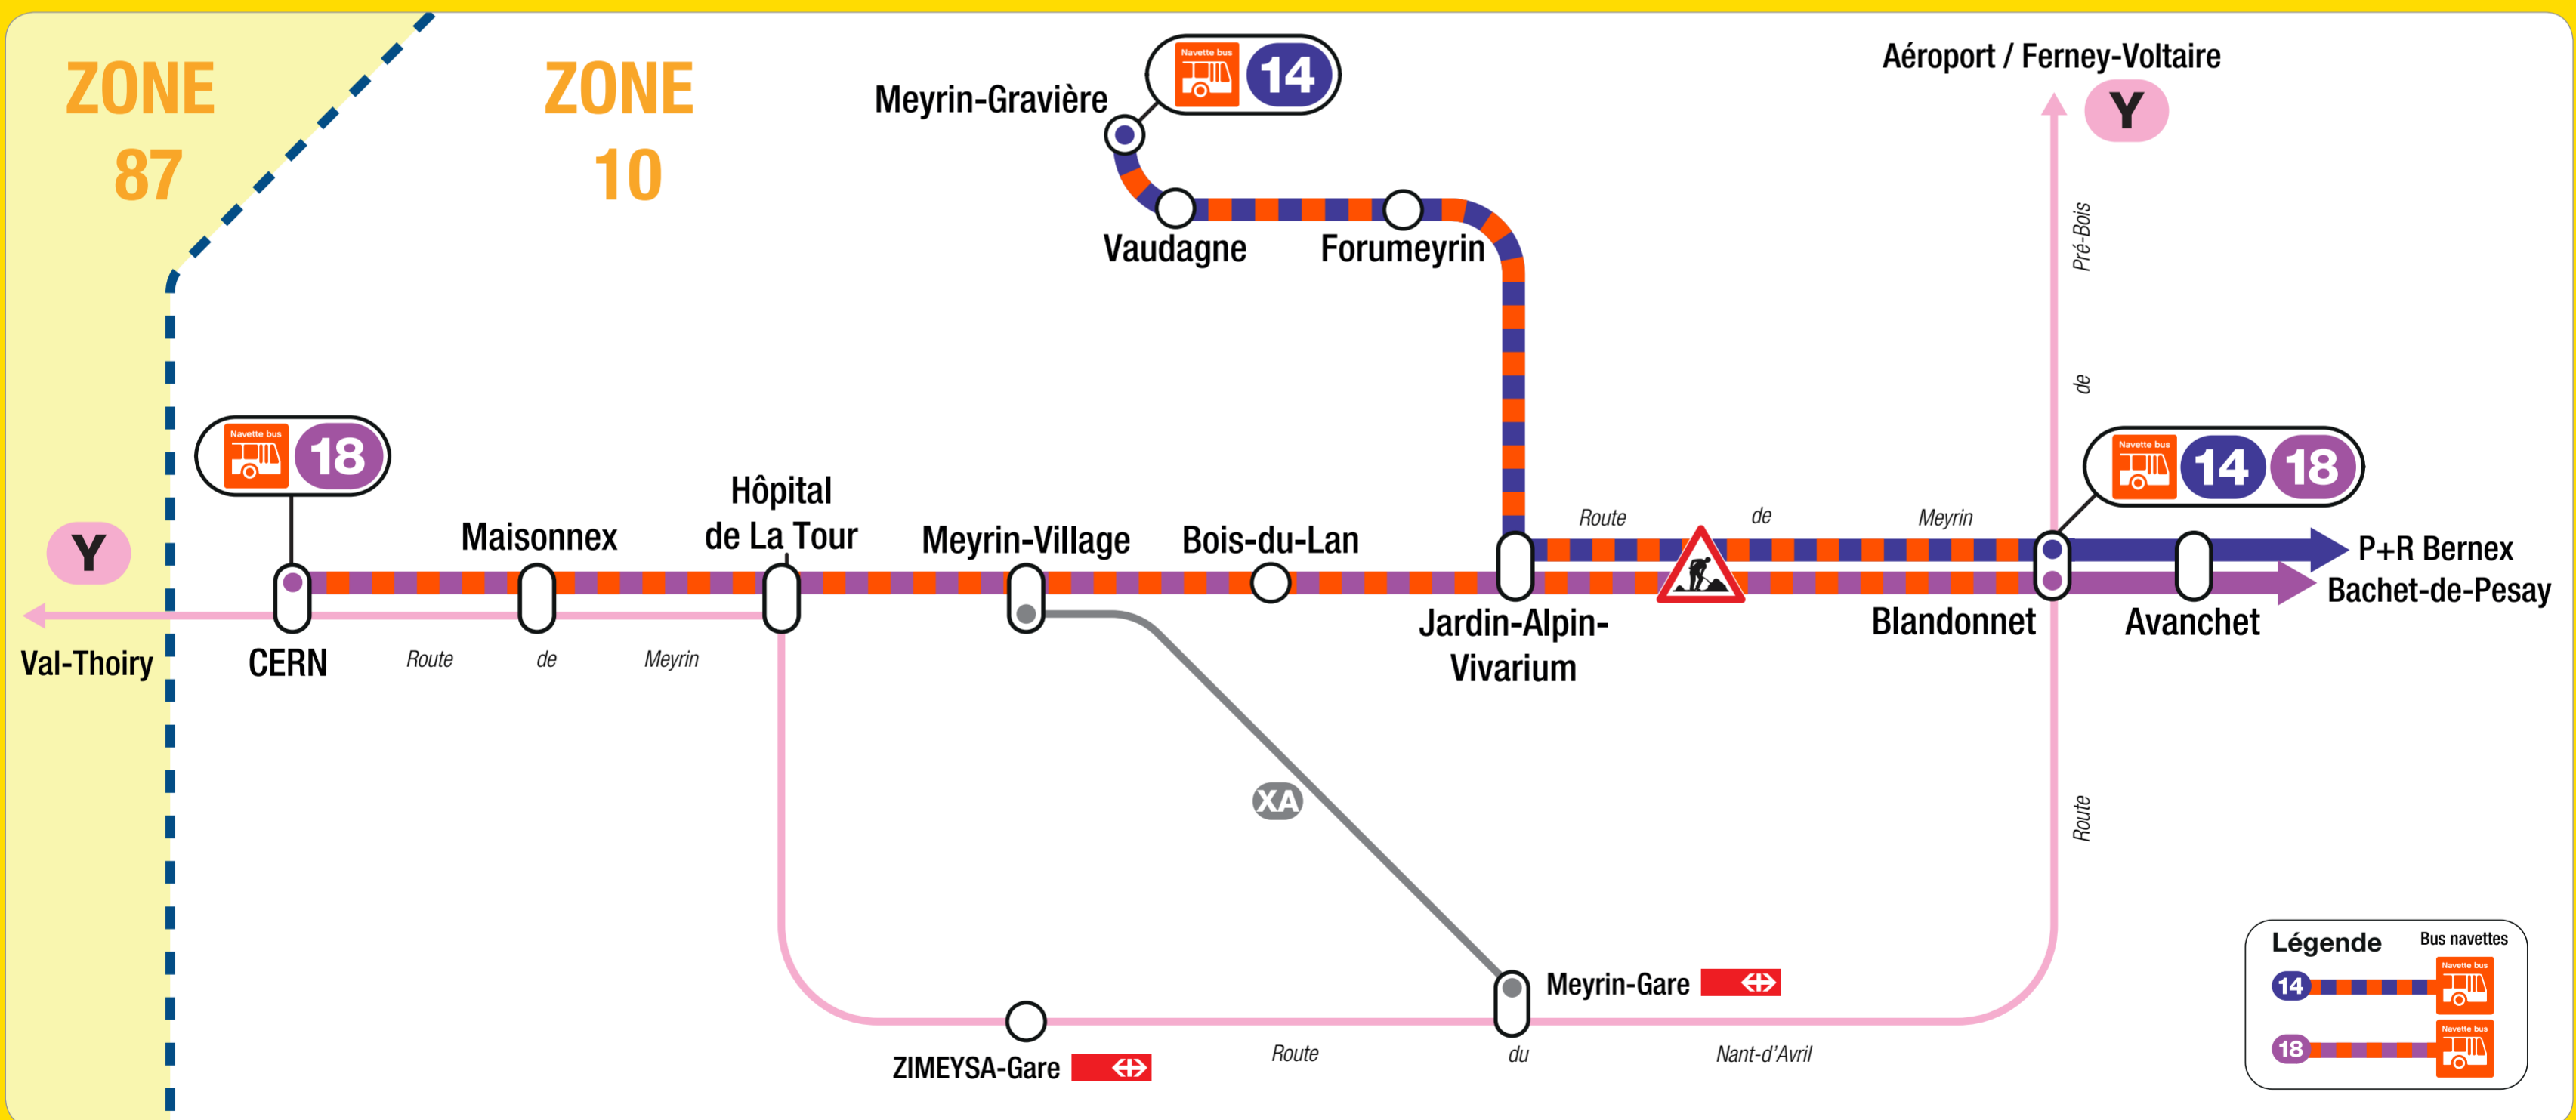 ZONE
87
ZONE
10
Navette bus
14
Meyrin-Gravière
Vaudagne
Forumeyrin
Aéroport / Ferney-Voltaire
Y
Pré-Bois
de
Route
Navette bus
18
Y
Val-Thoiry
CERN
Maisonnex
Hôpital
de La Tour
Meyrin-Village
Bois-du-Lan
Jardin-Alpin-
Vivarium
Route de Meyrin
Navette bus
14 18
Blandonnet
Avanchet
P+R Bernex
Bachet-de-Pesay
Route de Meyrin
XA
Meyrin-Gare
ZIMEYSA-Gare
Route du Nant-d'Avril
Légende
Bus navettes
14
Navette bus
18
Navette bus